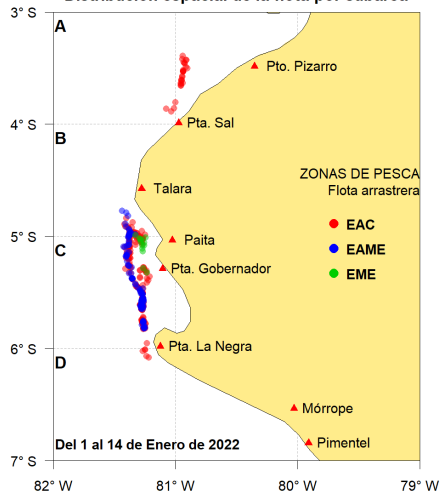 Distribución espacial de la flota por subárea
3° S
A
Pto. Pizarro
4° S
Pta. Sal
B
ZONAS DE PESCA
Talara
Flota arrastrera
EAC
5° S
Paita
C
EAME
Pta. Gobernador
EME
6° S
Pta. La Negra
D
Mórrope
Del 1 al 14 de Enero de 2022
Pimentel
7° S
82° W
81° W
80° W
79° W